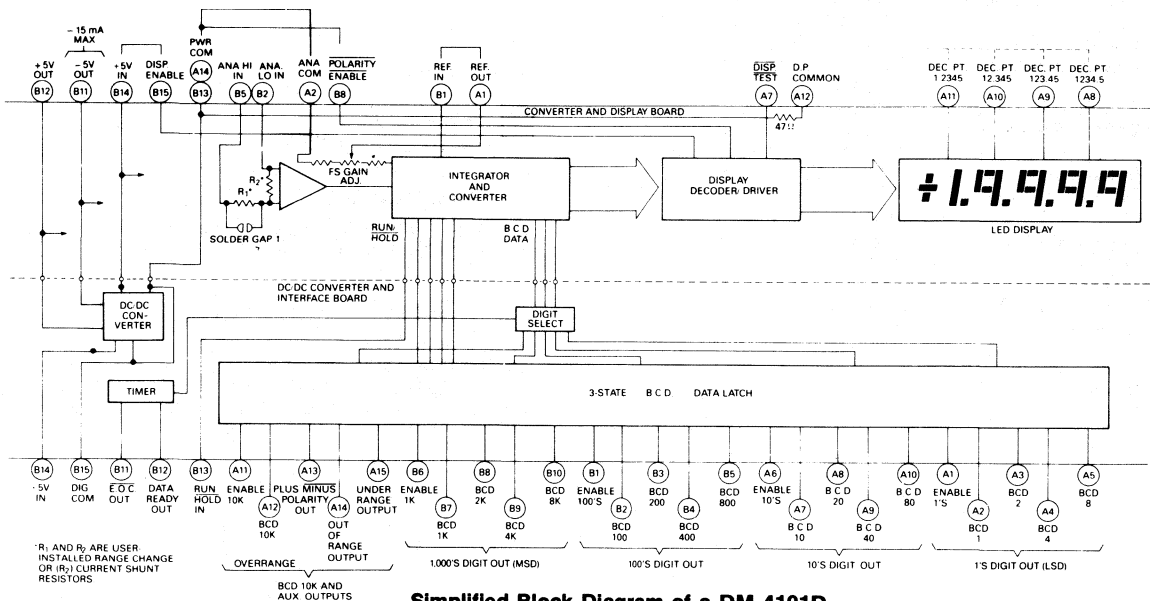 - 15 mA
MAX
+5V
OUT
-5V
OUT
+5V
IN
DISP.
ENABLE
PWR
COM
ANA HI
IN
ANA.
LO IN
ANA
COM
POLARITY
ENABLE
REF.
IN
REF.
OUT
DISP
TEST
D.P
COMMON
DEC. PT.
1 2345
DEC. PT.
12.345
DEC. PT.
123.45
DEC. PT
1234.5
B12
B11
B14
B15
A14
B13
B5
B2
A2
B8
B1
A1
A7
A12
A11
A10
A9
A8
CONVERTER AND DISPLAY BOARD
47Ω
R2*
R1*
FS GAIN
ADJ.
*
SOLDER GAP 1
INTEGRATOR
AND
CONVERTER
DISPLAY
DECODER/ DRIVER
LED DISPLAY
RUN/
HOLD
B C D
DATA
DC/DC CONVERTER AND
INTERFACE BOARD
DC/DC
CON-
VERTER
DIGIT
SELECT
TIMER
3-STATE B C D. DATA LATCH
B14
B15
B11
B12
B13
A11
A12
A13
A14
A15
B6
B7
B8
B9
B10
B1
B2
B3
B4
B5
A6
A7
A8
A9
A10
A1
A2
A3
A4
A5
5V
IN
DIG
COM
E.O.C.
OUT
DATA
READY
OUT
RUN
HOLD
IN
ENABLE
10K
BCD
10K
PLUS MINUS
POLARITY
OUT
OUT
OF
RANGE
OUTPUT
UNDER
RANGE
OUTPUT
ENABLE
1K
BCD
1K
BCD
2K
BCD
4K
BCD
8K
ENABLE
100'S
BCD
100
BCD
200
BCD
400
BCD
800
ENABLE
10'S
B C D
10
B C D
20
B C D
40
B C D
80
ENABLE
1'S
BCD
1
BCD
2
BCD
4
BCD
8
OVERRANGE
BCD 10K AND
AUX. OUTPUTS
1,000'S DIGIT OUT (MSD)
100'S DIGIT OUT
10'S DIGIT OUT
1'S DIGIT OUT (LSD)
*R1 AND R2 ARE USER-
INSTALLED RANGE CHANGE
OR (R2) CURRENT SHUNT
RESISTORS
Simplified Block Diagram of a DM-4101D